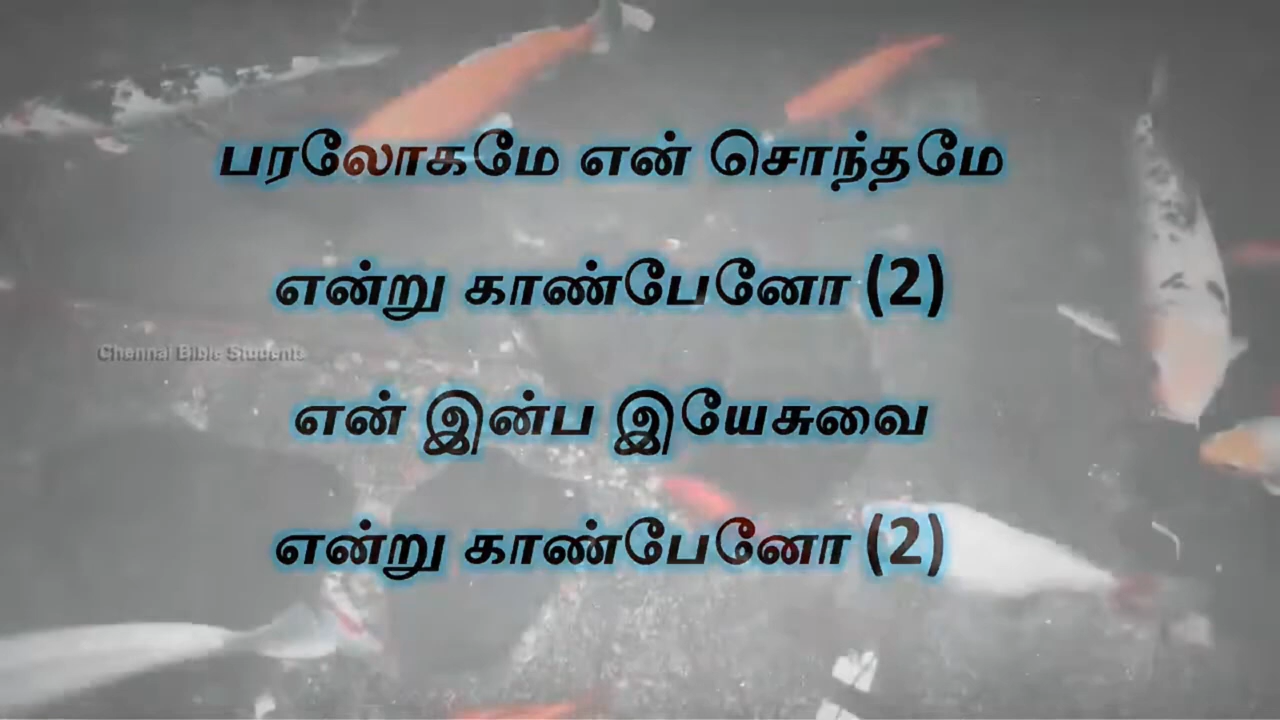 பரலோகமே என் சொந்தமே
என்று காண்பேனோ (2)
Chennai Bible Students
என் இன்ப இயேசுவை
என்று காண்பேனோ (2)